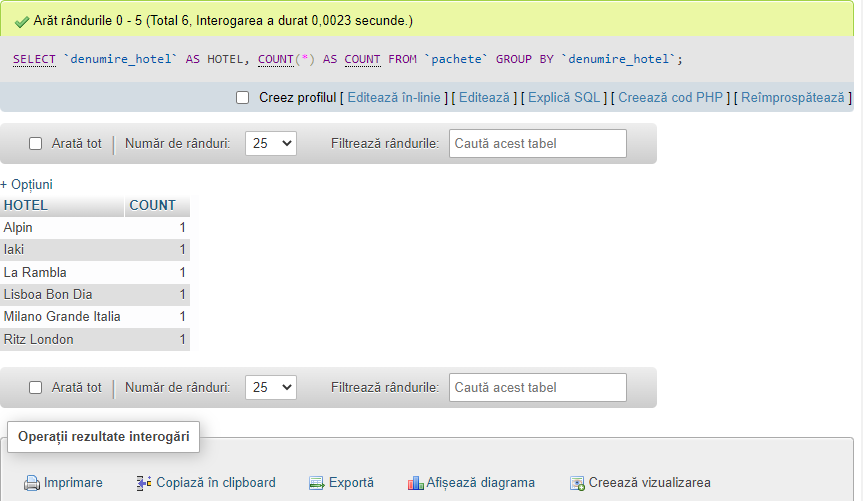 Arăt rândurile 0 - 5 (Total 6, Interogarea a durat 0,0023 secunde.)
SELECT `denumire_hotel` AS HOTEL, COUNT(*) AS COUNT FROM `pachete` GROUP BY `denumire_hotel`;
Creez profilul [ Editează în-linie ] [ Editează ] [ Explică SQL ] [ Creează cod PHP ] [ Reîmprospătează ]
Arată tot | Număr de rânduri: 25 Filtrează rândurile: Caută acest tabel
+ Opțiuni
HOTEL COUNT
Alpin 1
Iaki 1
La Rambla 1
Lisboa Bon Dia 1
Milano Grande Italia 1
Ritz London 1
Arată tot | Număr de rânduri: 25 Filtrează rândurile: Caută acest tabel
Operații rezultate interogări
Imprimare Copiază în clipboard Exportă Afișează diagrama Creează vizualizarea